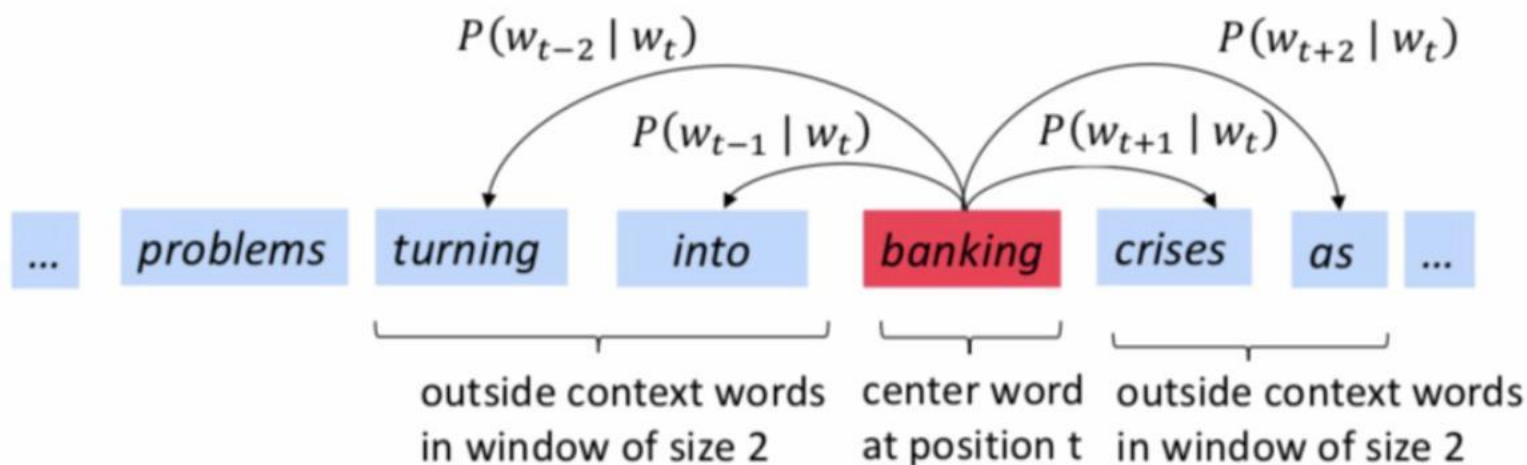 P(w_{t−2} | w_t) P(w_{t+2} | w_t)
P(w_{t−1} | w_t) P(w_{t+1} | w_t)
... problems turning into banking crises as ...
outside context words center word outside context words
in window of size 2 at position t in window of size 2